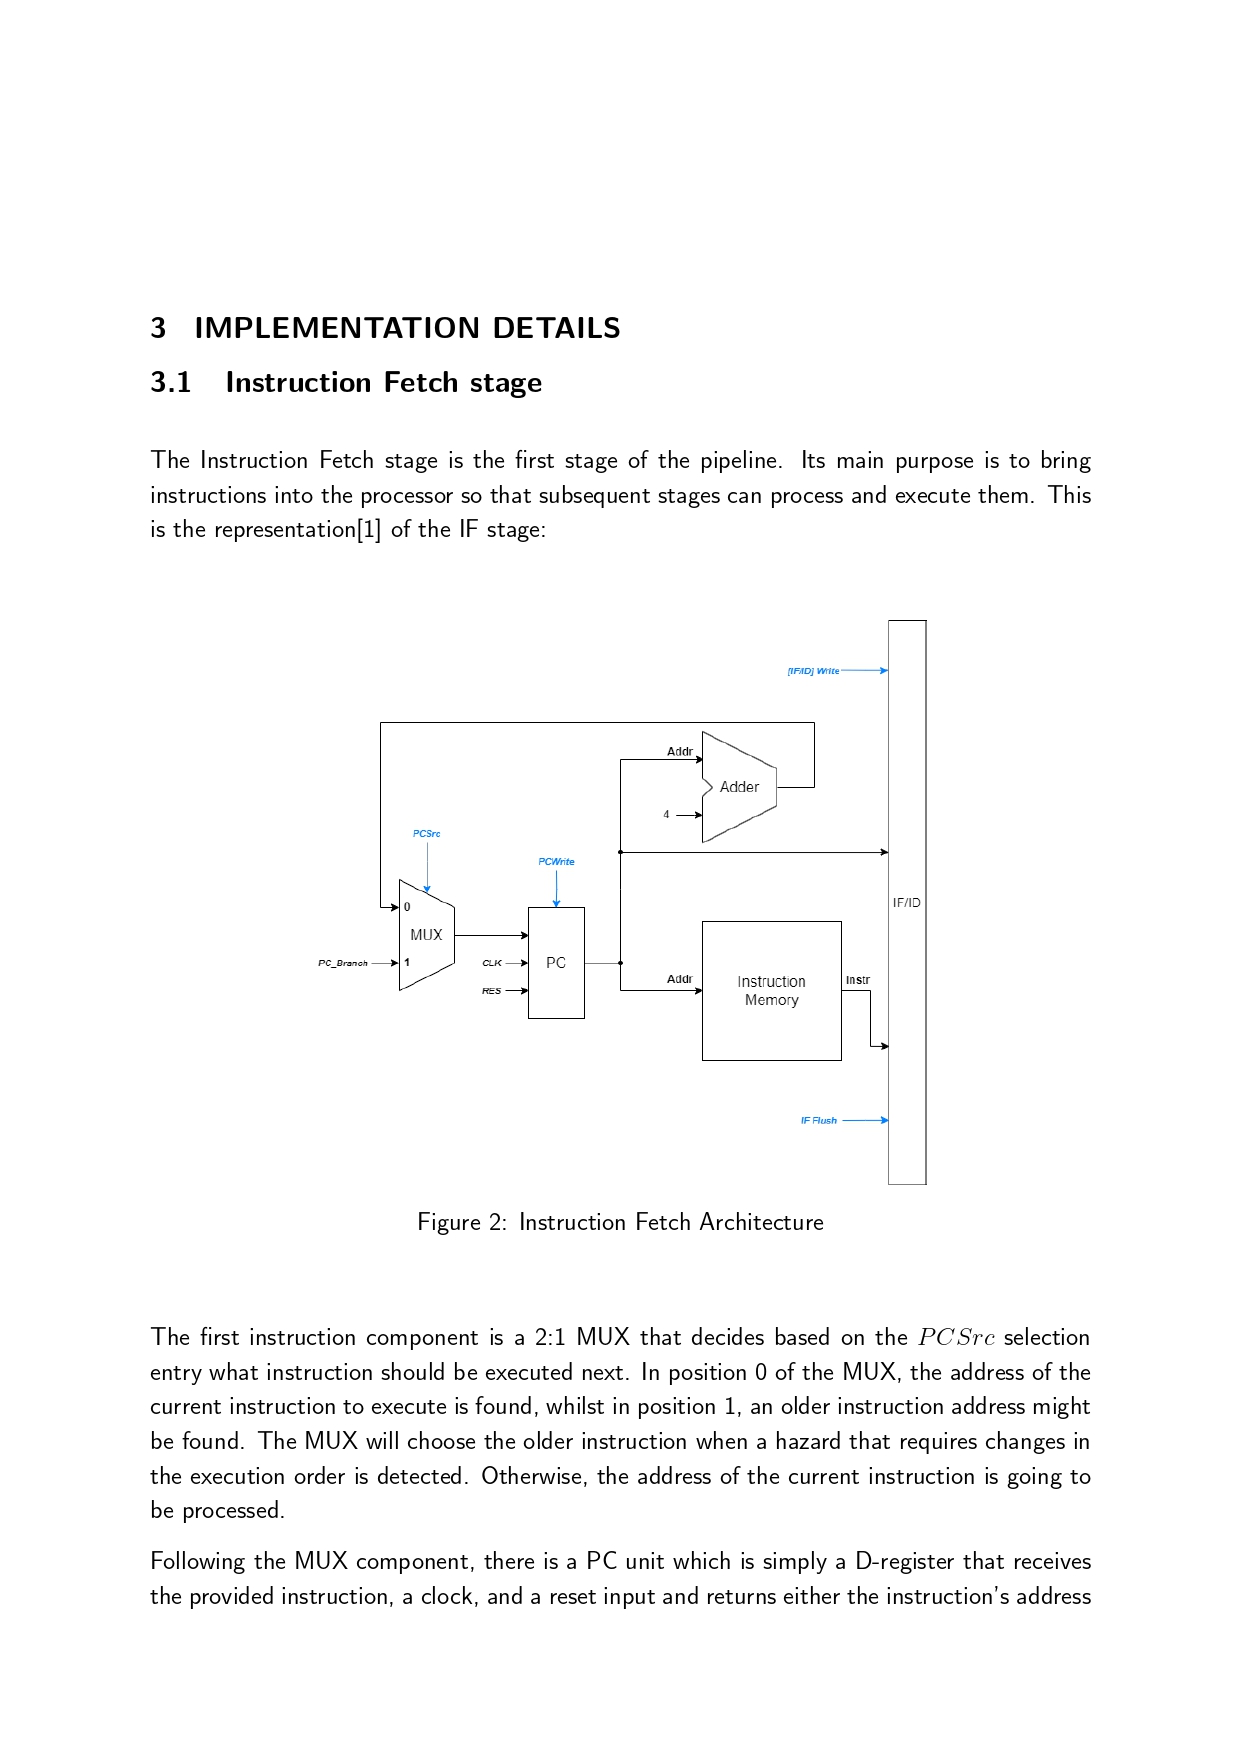 3 IMPLEMENTATION DETAILS
3.1 Instruction Fetch stage
The Instruction Fetch stage is the first stage of the pipeline. Its main purpose is to bring
instructions into the processor so that subsequent stages can process and execute them. This
is the representation[1] of the IF stage:
[IF/ID] Write
Addr
Adder
4
PCSrc
PCWrite
0
MUX
IF/ID
PC_Branch
1
CLK
PC
RES
Addr
Instruction
Memory
Instr
IF Flush
Figure 2: Instruction Fetch Architecture
The first instruction component is a 2:1 MUX that decides based on the PCSrc selection
entry what instruction should be executed next. In position 0 of the MUX, the address of the
current instruction to execute is found, whilst in position 1, an older instruction address might
be found. The MUX will choose the older instruction when a hazard that requires changes in
the execution order is detected. Otherwise, the address of the current instruction is going to
be processed.
Following the MUX component, there is a PC unit which is simply a D-register that receives
the provided instruction, a clock, and a reset input and returns either the instruction's address